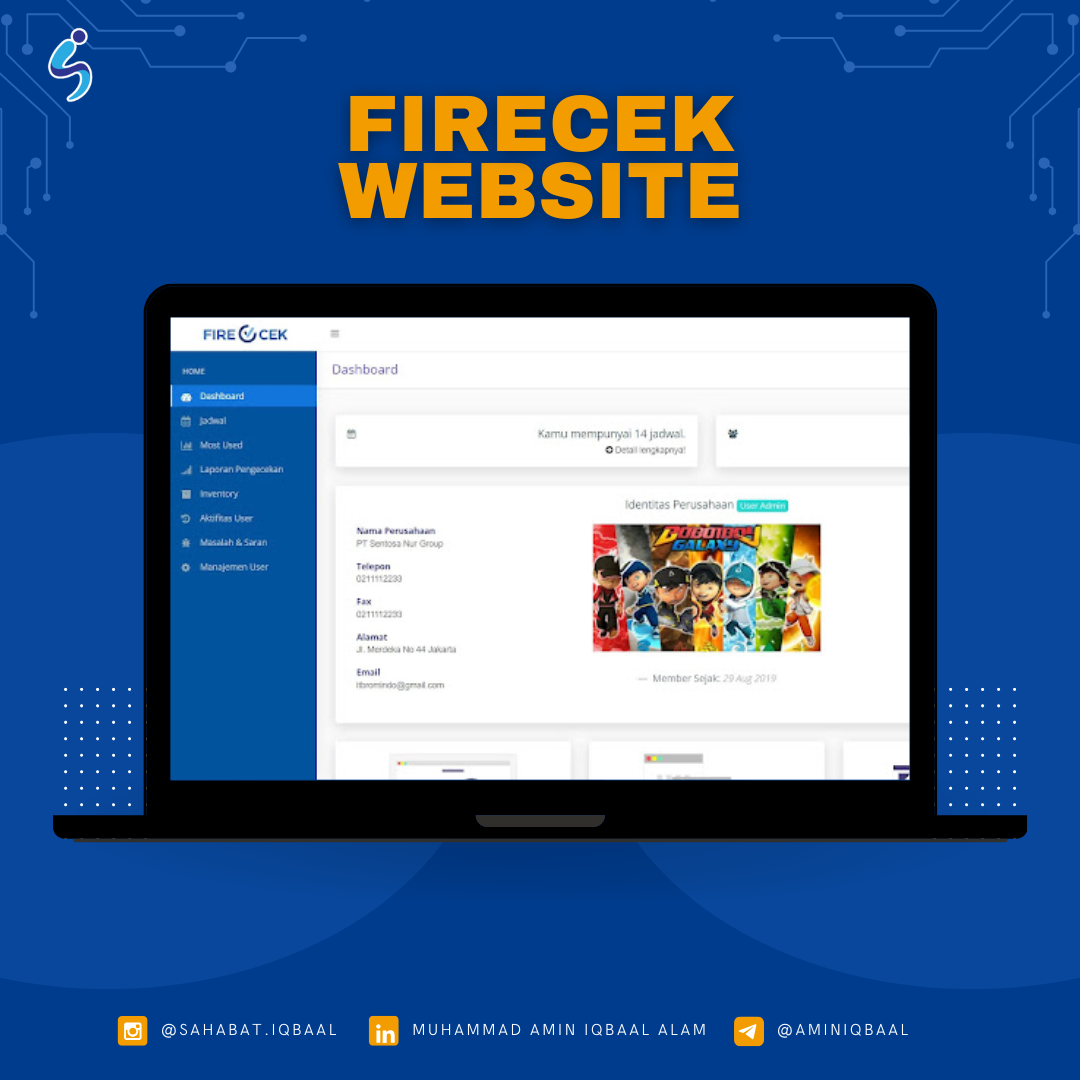 FIRECEK
WEBSITE
FIRE CEK
HOME
Dashboard
Jadwal
Most Used
Laporan Pengecekan
Inventory
Aktifitas User
Masalah & Saran
Manajemen User
Dashboard
Kamu mempunyai 14 jadwal.
Detail lengkapnya!
Identitas Perusahaan User Admin
Nama Perusahaan
PT Sentosa Nur Group
Telepon
0211112233
Fax
0211112233
Alamat
Jl. Merdeka No 44 Jakarta
Email
itbromindo@gmail.com
BOBOIBOY
GALAXY
— Member Sejak: 29 Aug 2019
@SAHABAT.IQBAAL
MUHAMMAD AMIN IQBAAL ALAM
@AMINIQBAAL